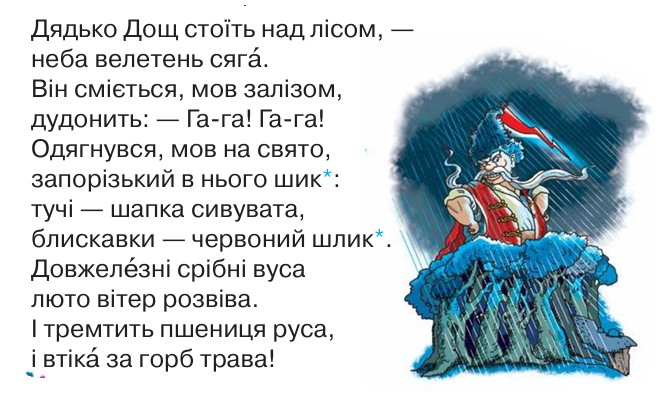 Дядько Дощ стоїть над лісом, —
неба велетень сяга́.
Він сміється, мов залізом,
дудонить: — Га-га! Га-га!
Одягнувся, мов на свято,
запорізький в нього шик*:
тучі — шапка сивувата,
блискавки — червоний шлик*.
Довжеле́зні срібні вуса
люто вітер розвіва.
І тремтить пшениця руса,
і втіка́ за горб трава!